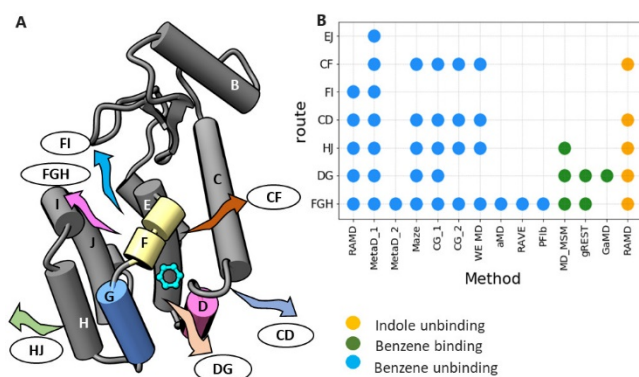 A
B
C
E
F
G
D
H
I
J
FI
FGH
CF
HJ
DG
CD
B
EJ
CF
FI
CD
HJ
DG
FGH
route
RAMD
MetaD_1
MetaD_2
Maze
CG_1
CG_2
WE MD
aMD
RAVE
PFIb
MD_MSM
gREST
GaMD
RAMD
Method
Indole unbinding
Benzene binding
Benzene unbinding